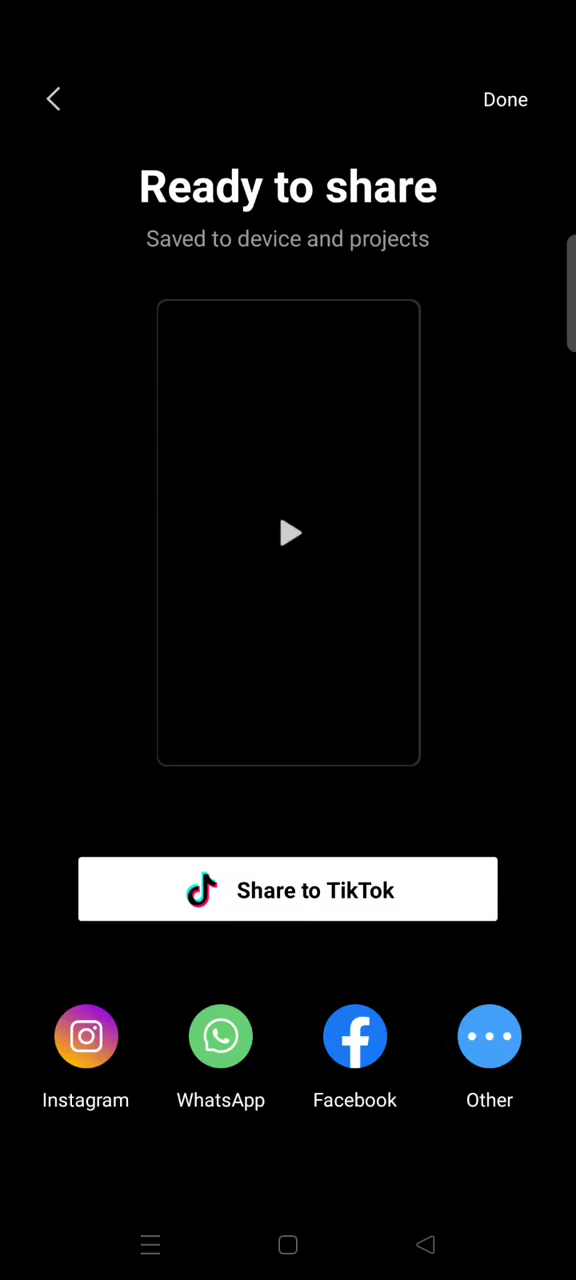 Done
Ready to share
Saved to device and projects
Share to TikTok
Instagram
WhatsApp
Facebook
Other